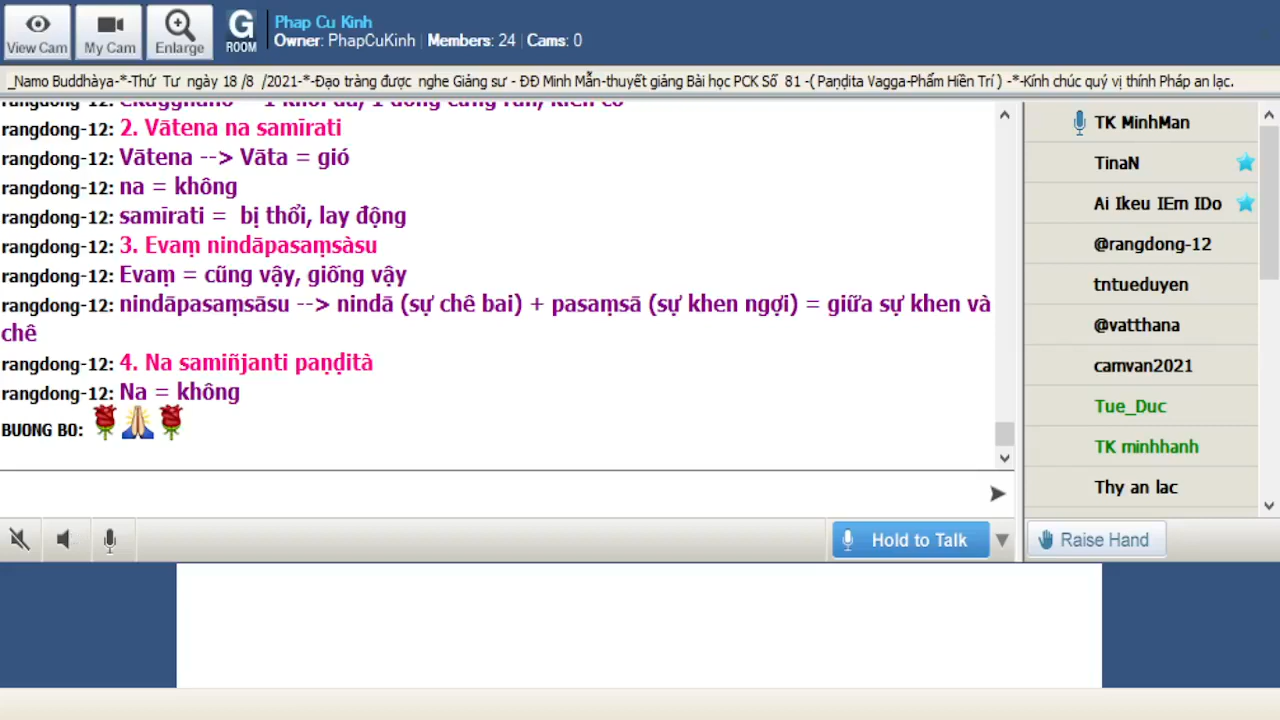 View Cam
My Cam
Enlarge
G
ROOM
Phap Cu Kinh
Owner: PhapCuKinh
Members: 24
Cams: 0
_Namo Buddhàya-*-Thứ Tư ngày 18 /8 /2021-*-Đạo tràng được nghe Giảng sư - ĐĐ Minh Mẫn-thuyết giảng Bài học PCK Số 81 -( Paṇḍita Vagga-Phẩm Hiền Trí ) -*-Kính chúc quý vị thính Pháp an lạc.
rangdong-12:
rangdong-12: 2. Vātena na samīrati
rangdong-12: Vātena --> Vāta = gió
rangdong-12: na = không
rangdong-12: samīrati = bị thổi, lay động
rangdong-12: 3. Evaṃ nindāpasaṃsàsu
rangdong-12: Evaṃ = cũng vậy, giống vậy
rangdong-12: nindāpasaṃsāsu --> nindā (sự chê bai) + pasaṃsā (sự khen ngợi) = giữa sự khen và
chê
rangdong-12: 4. Na samiñjanti paṇḍità
rangdong-12: Na = không
BUONG BO:
TK MinhMan
TinaN
Ai Ikeu IEm IDo
@rangdong-12
tntueduyen
@vatthana
camvan2021
Tue_Duc
TK minhhanh
Thy an lac
Hold to Talk
Raise Hand